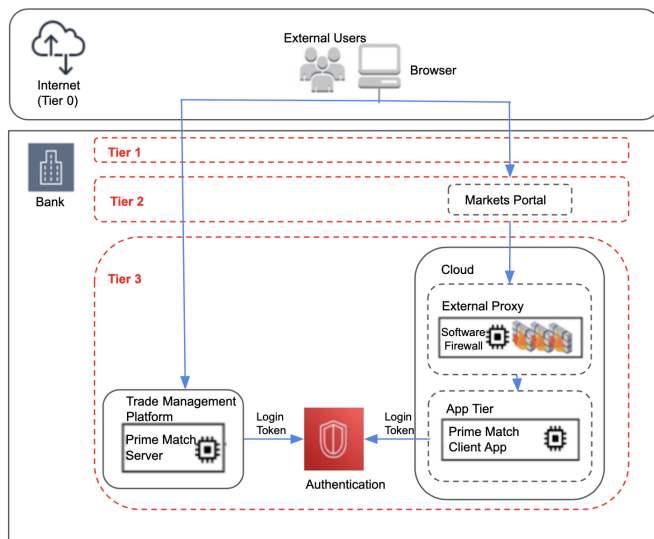 External Users
Browser
Internet
(Tier 0)
Tier 1
Bank
Tier 2
Markets Portal
Tier 3
Cloud
External Proxy
Software
Firewall
Trade Management
Platform
Prime Match
Server
Login
Token
Authentication
Login
Token
App Tier
Prime Match
Client App